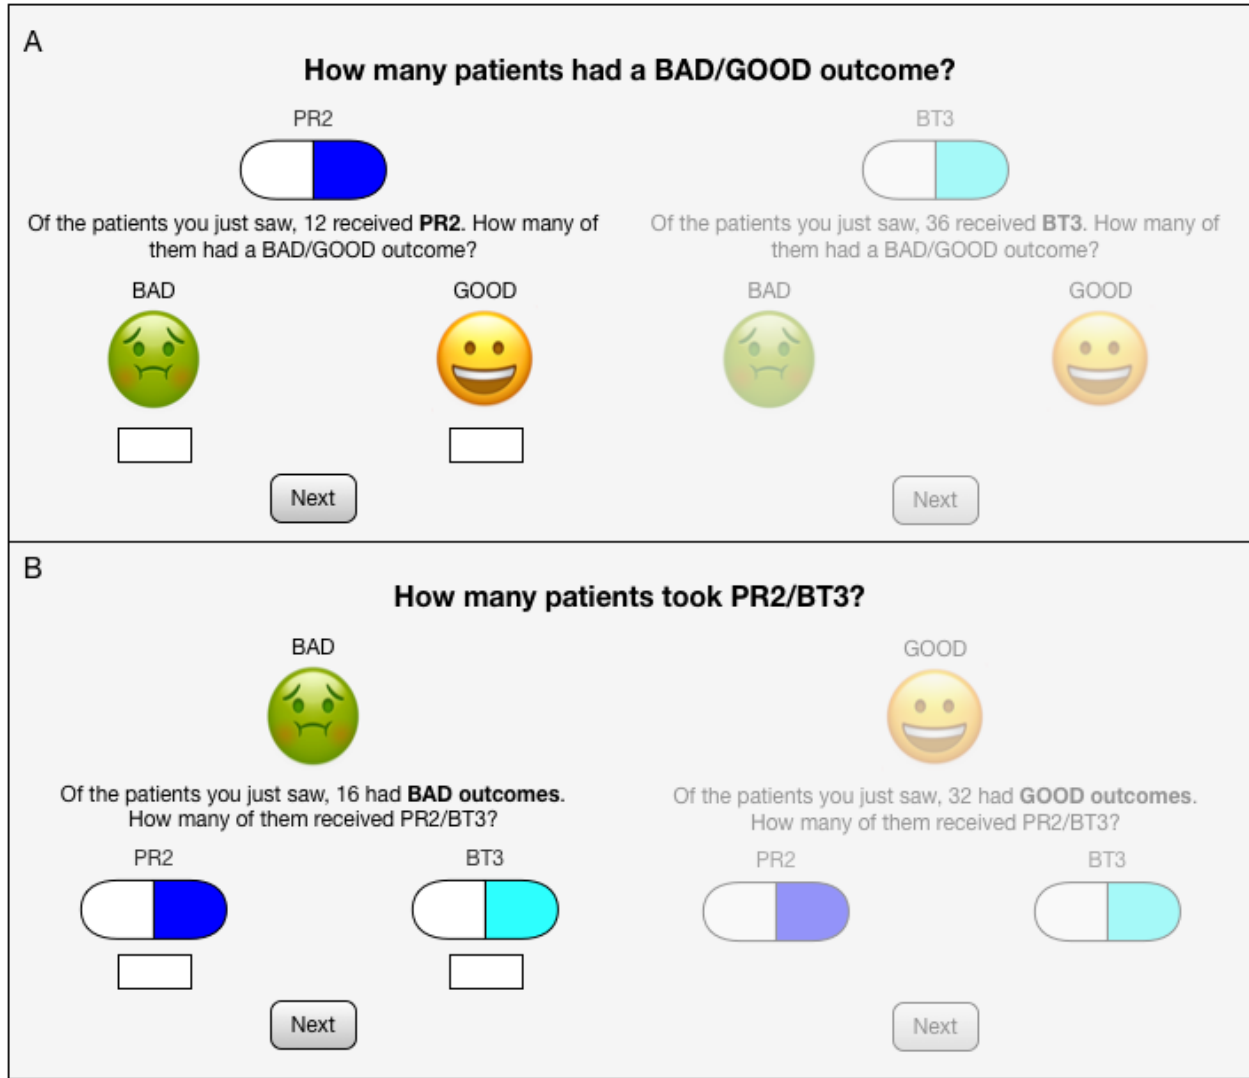 A
How many patients had a BAD/GOOD outcome?
PR2
Of the patients you just saw, 12 received PR2. How many of
them had a BAD/GOOD outcome?
BAD
GOOD
Next
BT3
Of the patients you just saw, 36 received BT3. How many of
them had a BAD/GOOD outcome?
BAD
GOOD
Next
B
How many patients took PR2/BT3?
BAD
Of the patients you just saw, 16 had BAD outcomes.
How many of them received PR2/BT3?
PR2
BT3
Next
GOOD
Of the patients you just saw, 32 had GOOD outcomes.
How many of them received PR2/BT3?
PR2
BT3
Next